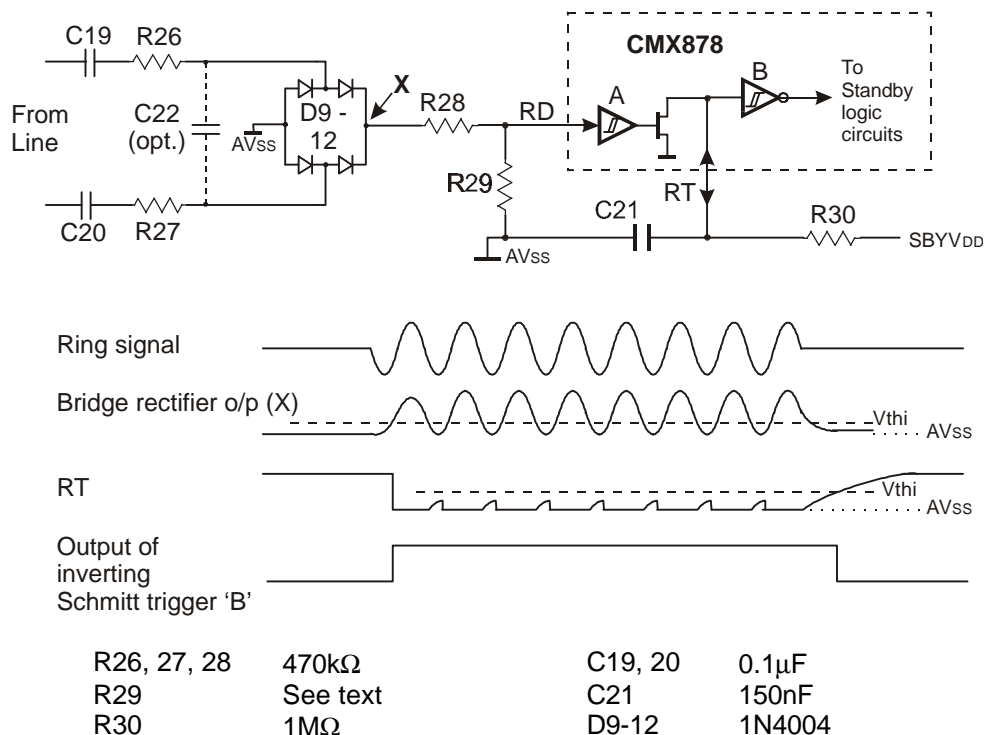 C19 R26
CMX878
X
A
B
To
Standby
logic
circuits
From
Line
C22
(opt.)
D9 -
12
AVSS
R28
RD
R29
RT
C20 R27
C21
R30
AVSS
SBYVDD
Ring signal
Bridge rectifier o/p (X)
Vthi
AVSS
RT
Vthi
AVSS
Output of
inverting
Schmitt trigger ‘B’
R26, 27, 28 470kΩ C19, 20 0.1μF
R29 See text C21 150nF
R30 1MΩ D9-12 1N4004